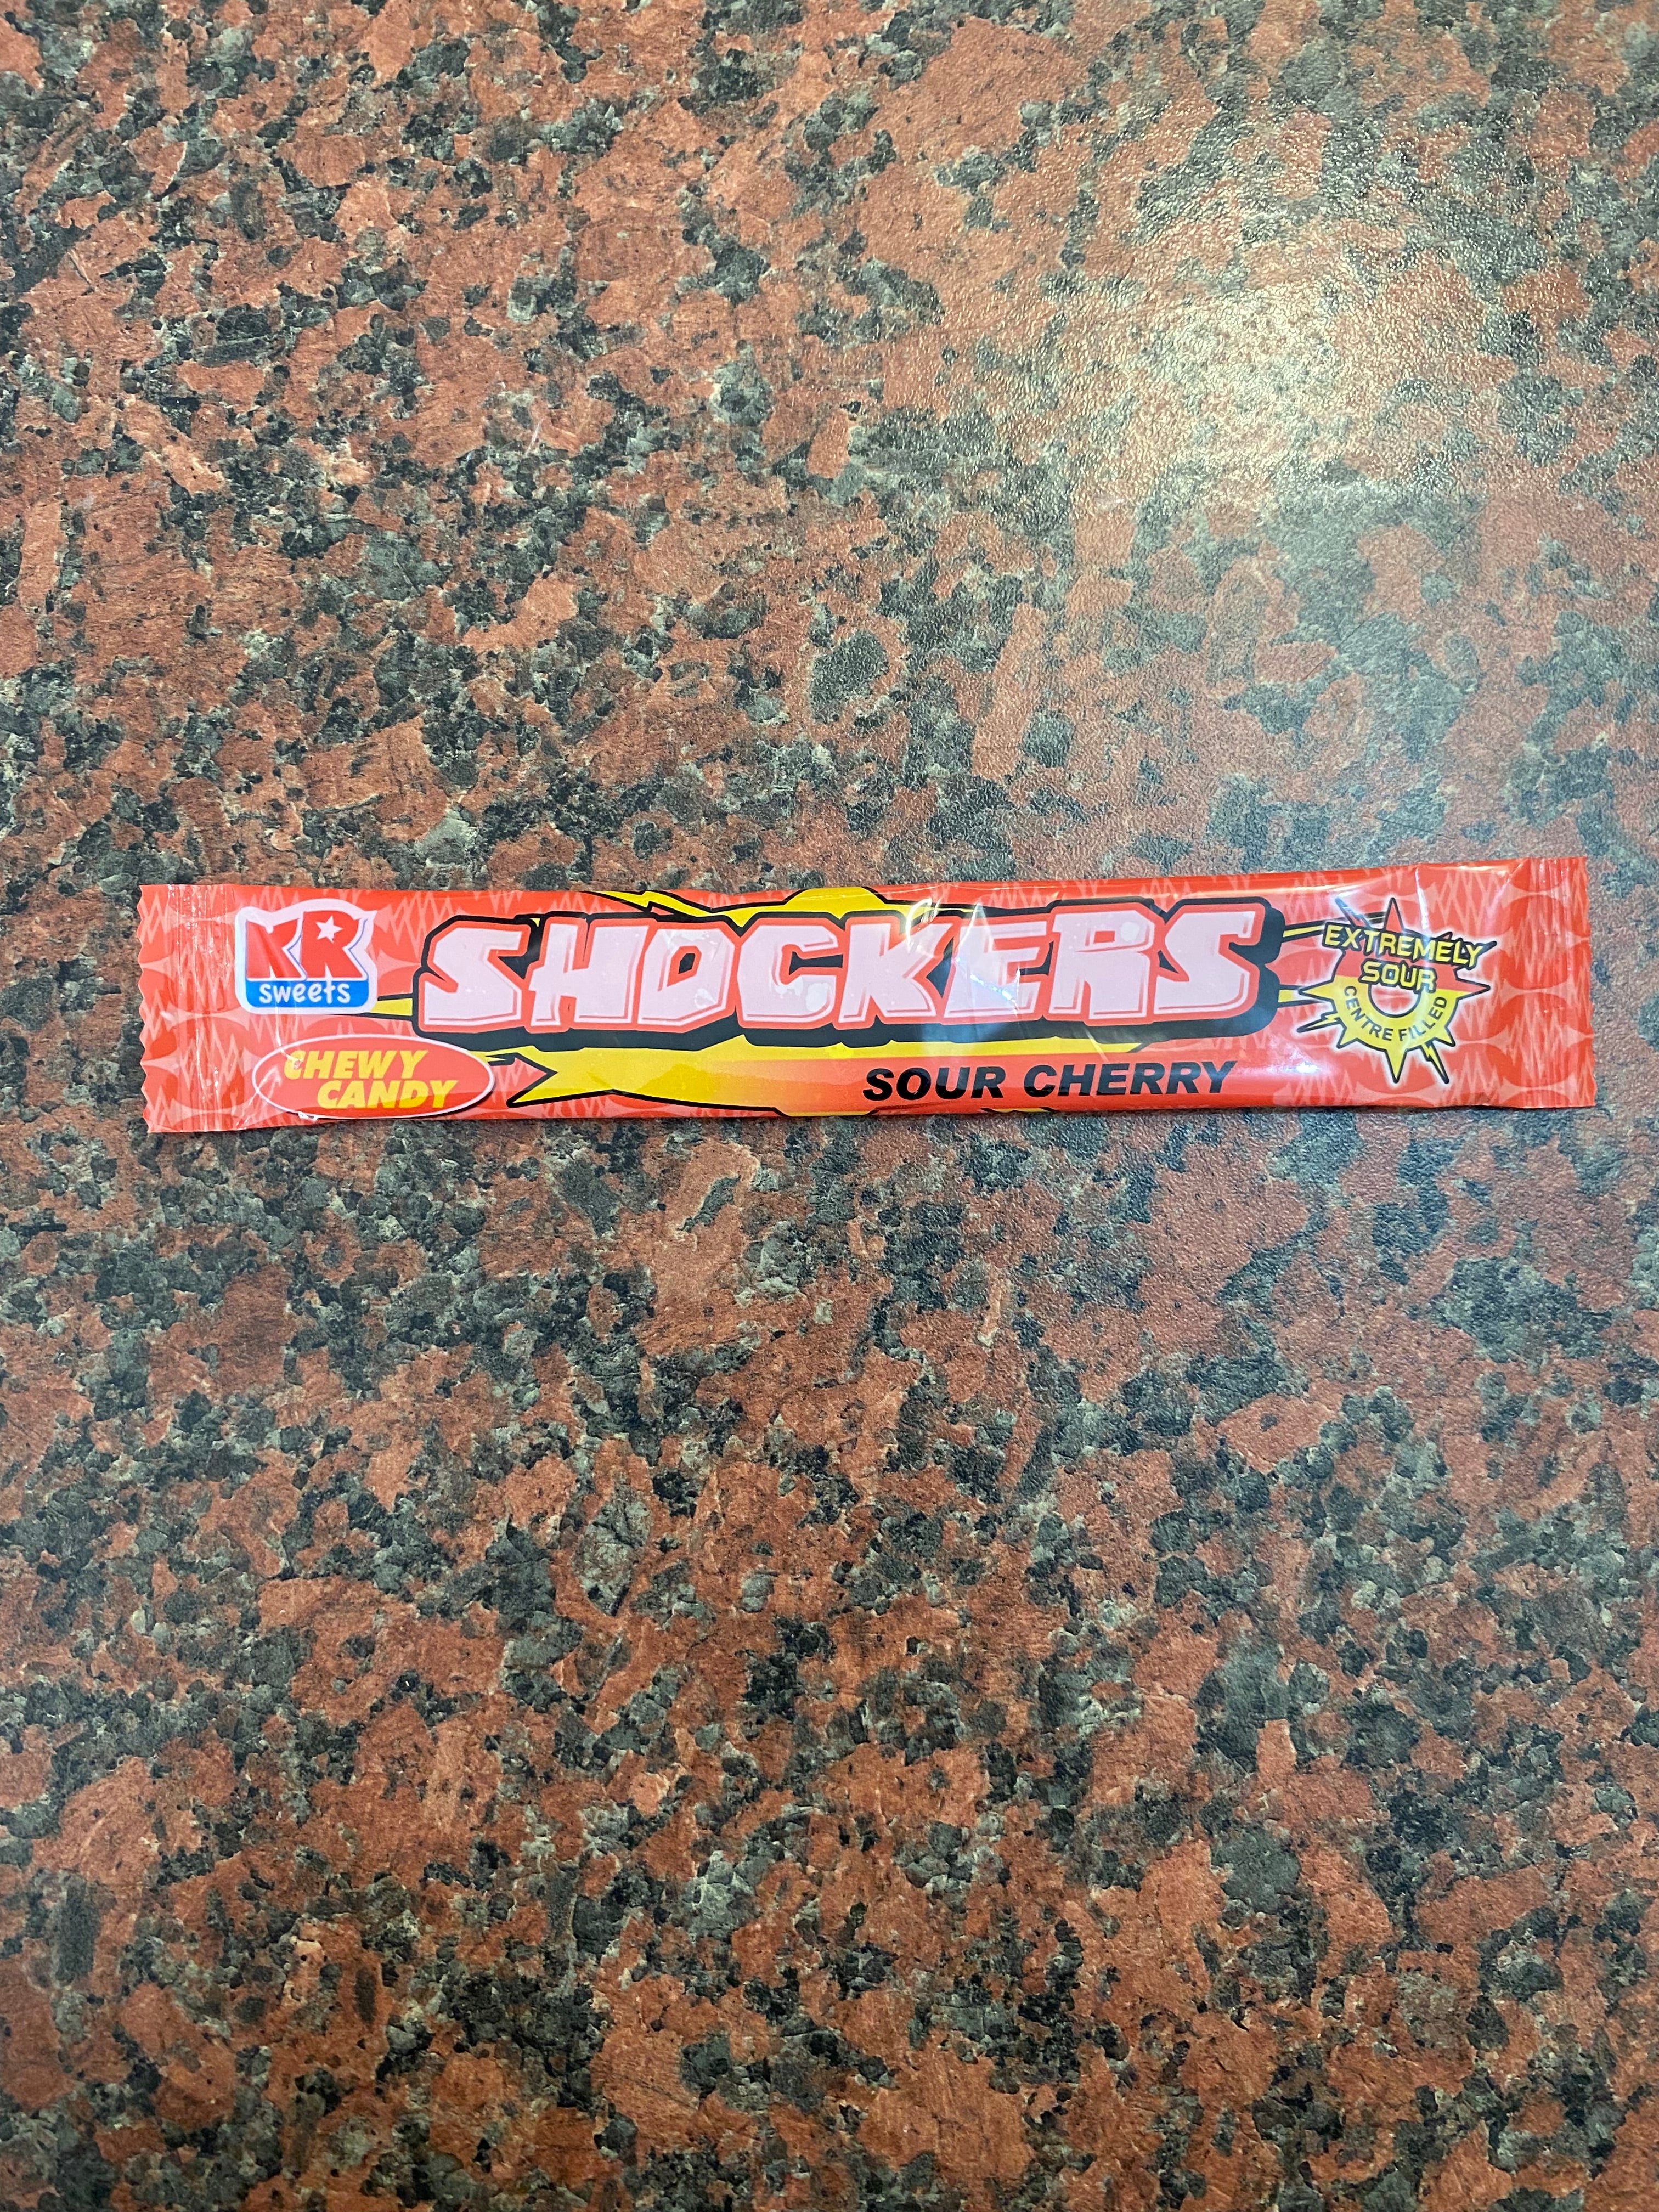 KR
sweets
SHOCKERS
CHEWY
CANDY
SOUR CHERRY
EXTREMELY
SOUR
CENTRE FILLED